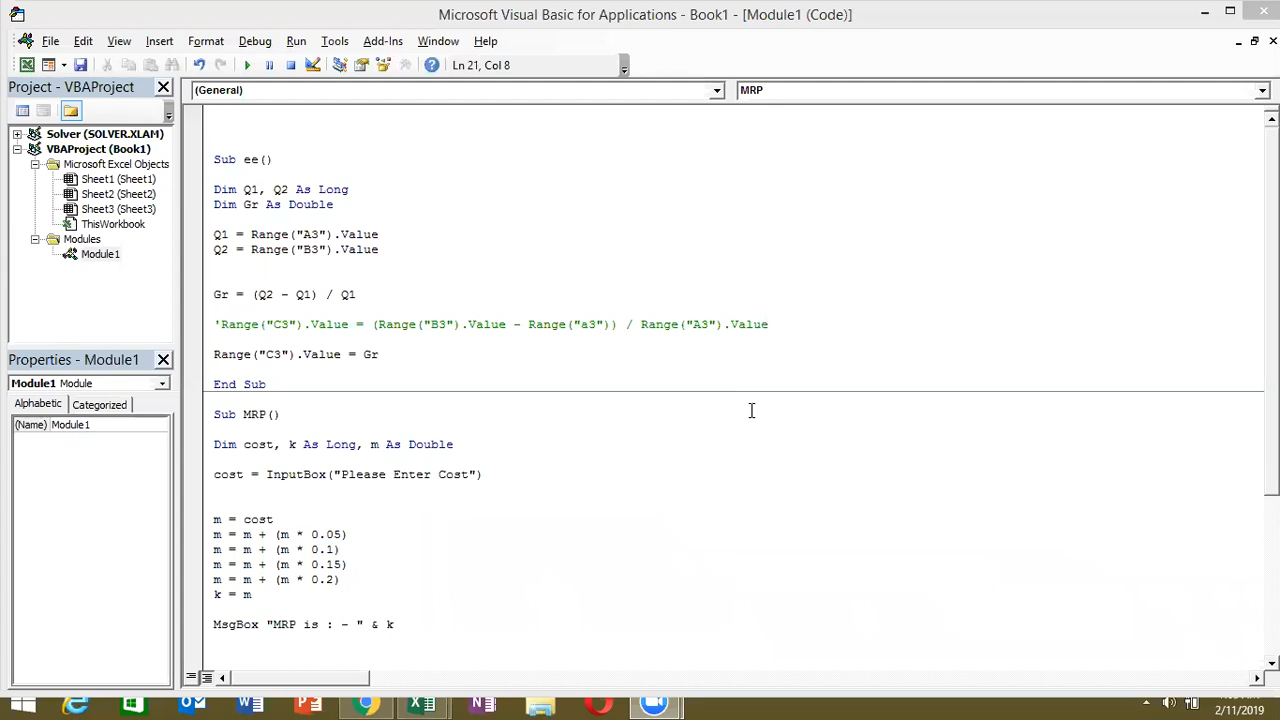 Microsoft Visual Basic for Applications - Book1 - [Module1 (Code)]
File Edit View Insert Format Debug Run Tools Add-Ins Window Help
Ln 21, Col 8
Project - VBAProject
(General)
MRP
Solver (SOLVER.XLAM)
VBAProject (Book1)
Microsoft Excel Objects
Sheet1 (Sheet1)
Sheet2 (Sheet2)
Sheet3 (Sheet3)
ThisWorkbook
Modules
Module1
Properties - Module1
Module1 Module
Alphabetic Categorized
(Name) Module1
Sub ee()
Dim Q1, Q2 As Long
Dim Gr As Double
Q1 = Range("A3").Value
Q2 = Range("B3").Value
Gr = (Q2 - Q1) / Q1
'Range("C3").Value = (Range("B3").Value - Range("a3")) / Range("A3").Value
Range("C3").Value = Gr
End Sub
Sub MRP()
Dim cost, k As Long, m As Double
cost = InputBox("Please Enter Cost")
m = cost
m = m + (m * 0.05)
m = m + (m * 0.1)
m = m + (m * 0.15)
m = m + (m * 0.2)
k = m
MsgBox "MRP is : - " & k
2/11/2019